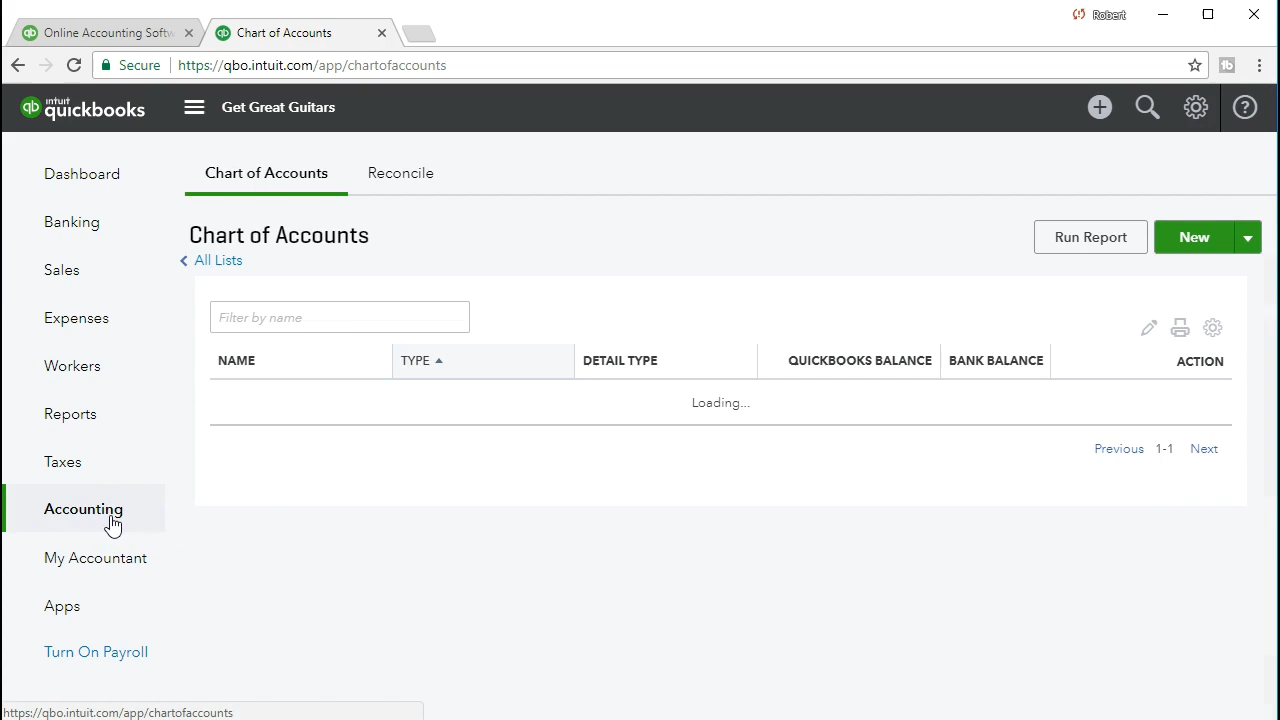 Robert
Online Accounting Softw
Chart of Accounts
Secure
https://qbo.intuit.com/app/chartofaccounts
qb intuit quickbooks
Get Great Guitars
Dashboard
Banking
Sales
Expenses
Workers
Reports
Taxes
Accounting
My Accountant
Apps
Turn On Payroll
Chart of Accounts Reconcile
Chart of Accounts
All Lists
Run Report New
Filter by name
NAME TYPE DETAIL TYPE QUICKBOOKS BALANCE BANK BALANCE ACTION
Loading...
Previous 1-1 Next
https://qbo.intuit.com/app/chartofaccounts